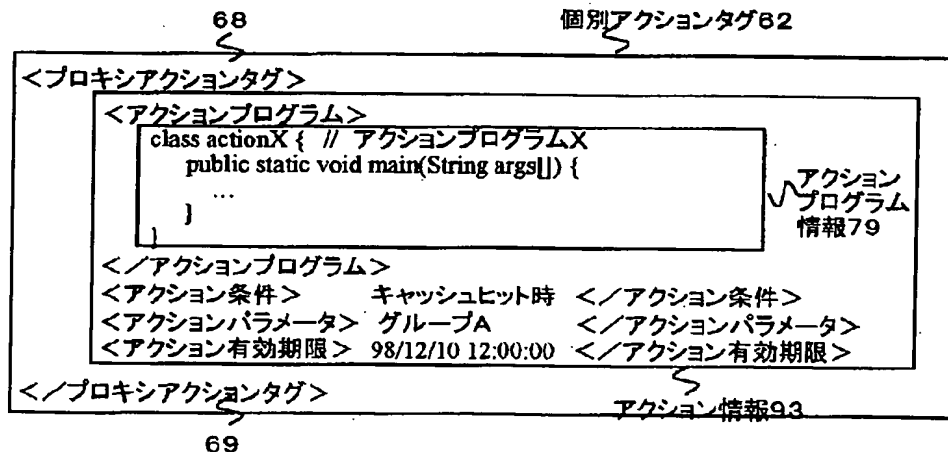 68
個別アクションタグ62
<プロキシアクションタグ>
<アクションプログラム>
class actionX { // アクションプログラムX
public static void main(String args[]) {
...
}
}
アクション
プログラム
情報79
</アクションプログラム>
<アクション条件> キャッシュヒット時 </アクション条件>
<アクションパラメータ> グループA </アクションパラメータ>
<アクション有効期限> 98/12/10 12:00:00 </アクション有効期限>
</プロキシアクションタグ>
アクション情報93
69